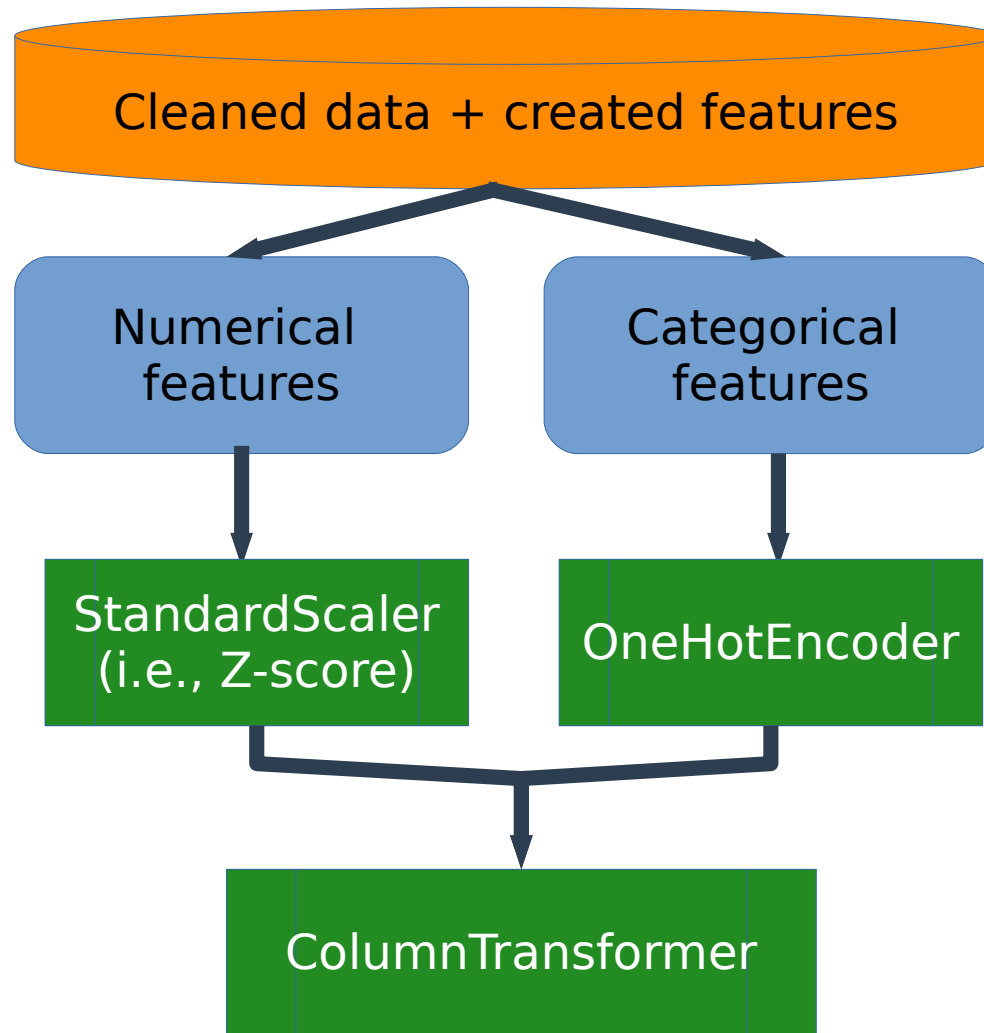 Cleaned data + created features
Numerical
features
Categorical
features
StandardScaler
(i.e., Z-score)
OneHotEncoder
ColumnTransformer